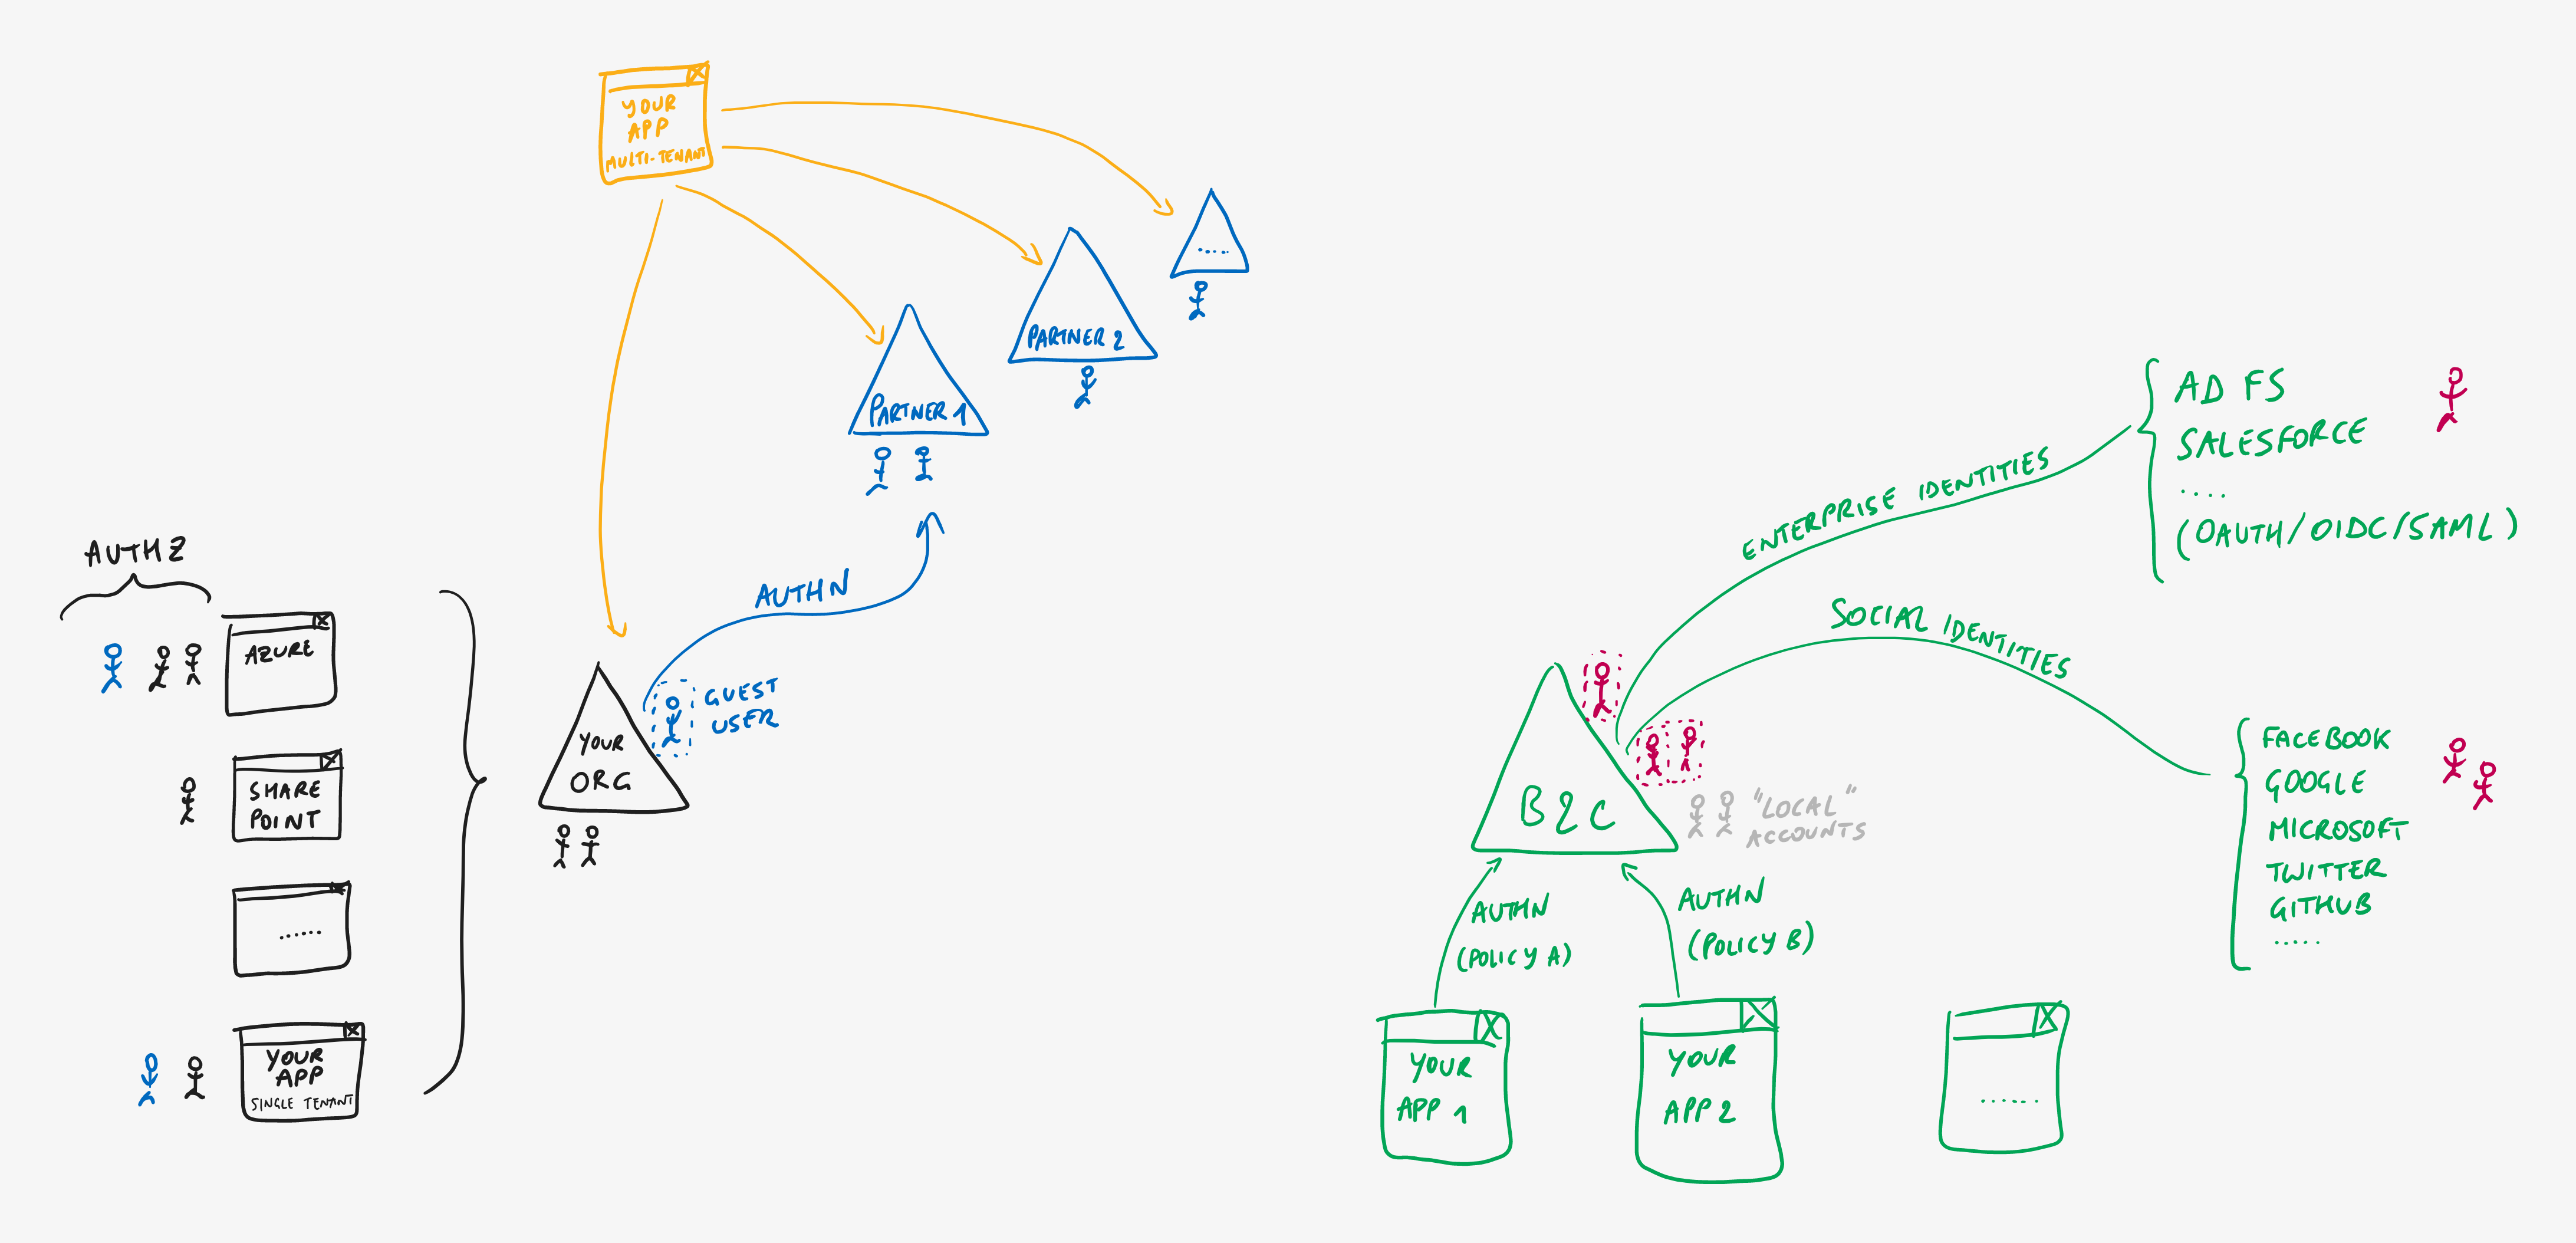 YOUR
APP
MULTI-TENANT
.....
PARTNER 2
PARTNER 1
AUTHN
GUEST
USER
YOUR
ORG
AUTHZ
AZURE
SHARE
POINT
......
YOUR
APP
SINGLE TENANT
AD FS
SALESFORCE
....
(OAUTH/OIDC/SAML)
ENTERPRISE IDENTITIES
SOCIAL IDENTITIES
FACEBOOK
GOOGLE
MICROSOFT
TWITTER
GITHUB
.....
B2C
"LOCAL"
ACCOUNTS
AUTHN
(POLICY A)
AUTHN
(POLICY B)
YOUR
APP 1
YOUR
APP 2
......